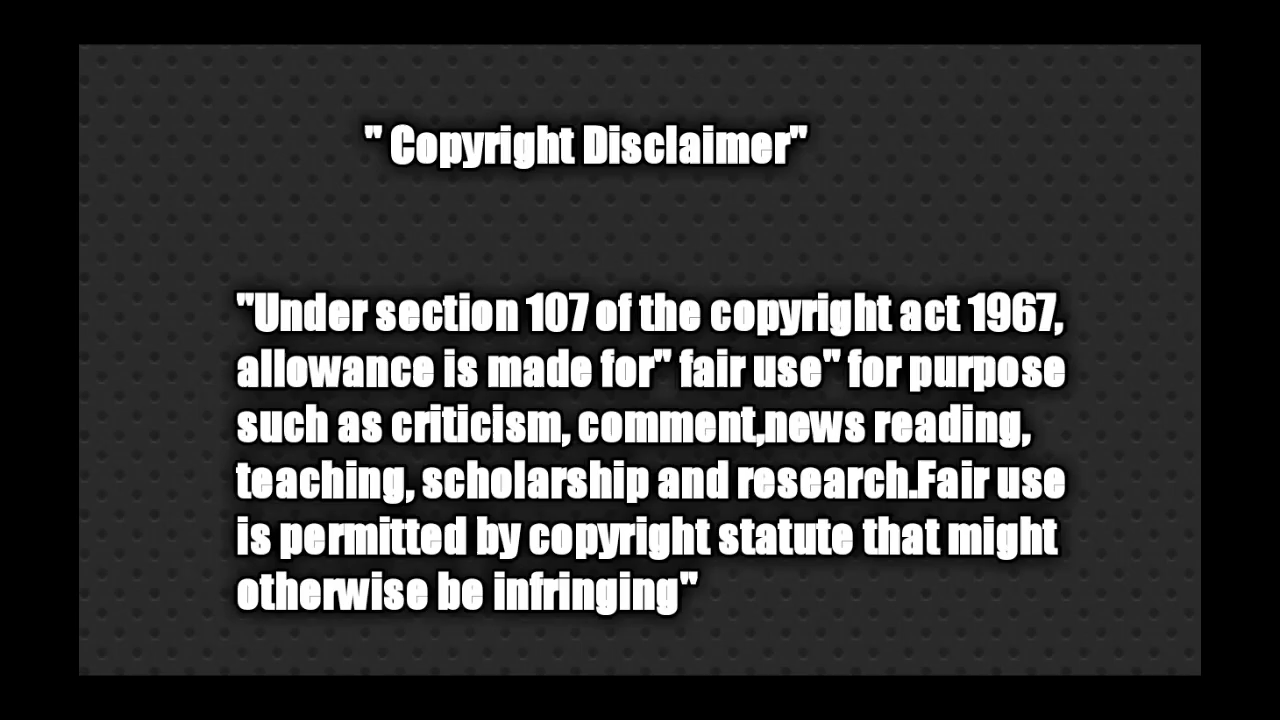 " Copyright Disclaimer"
"Under section 107 of the copyright act 1967,
allowance is made for" fair use" for purpose
such as criticism, comment,news reading,
teaching, scholarship and research.Fair use
is permitted by copyright statute that might
otherwise be infringing"